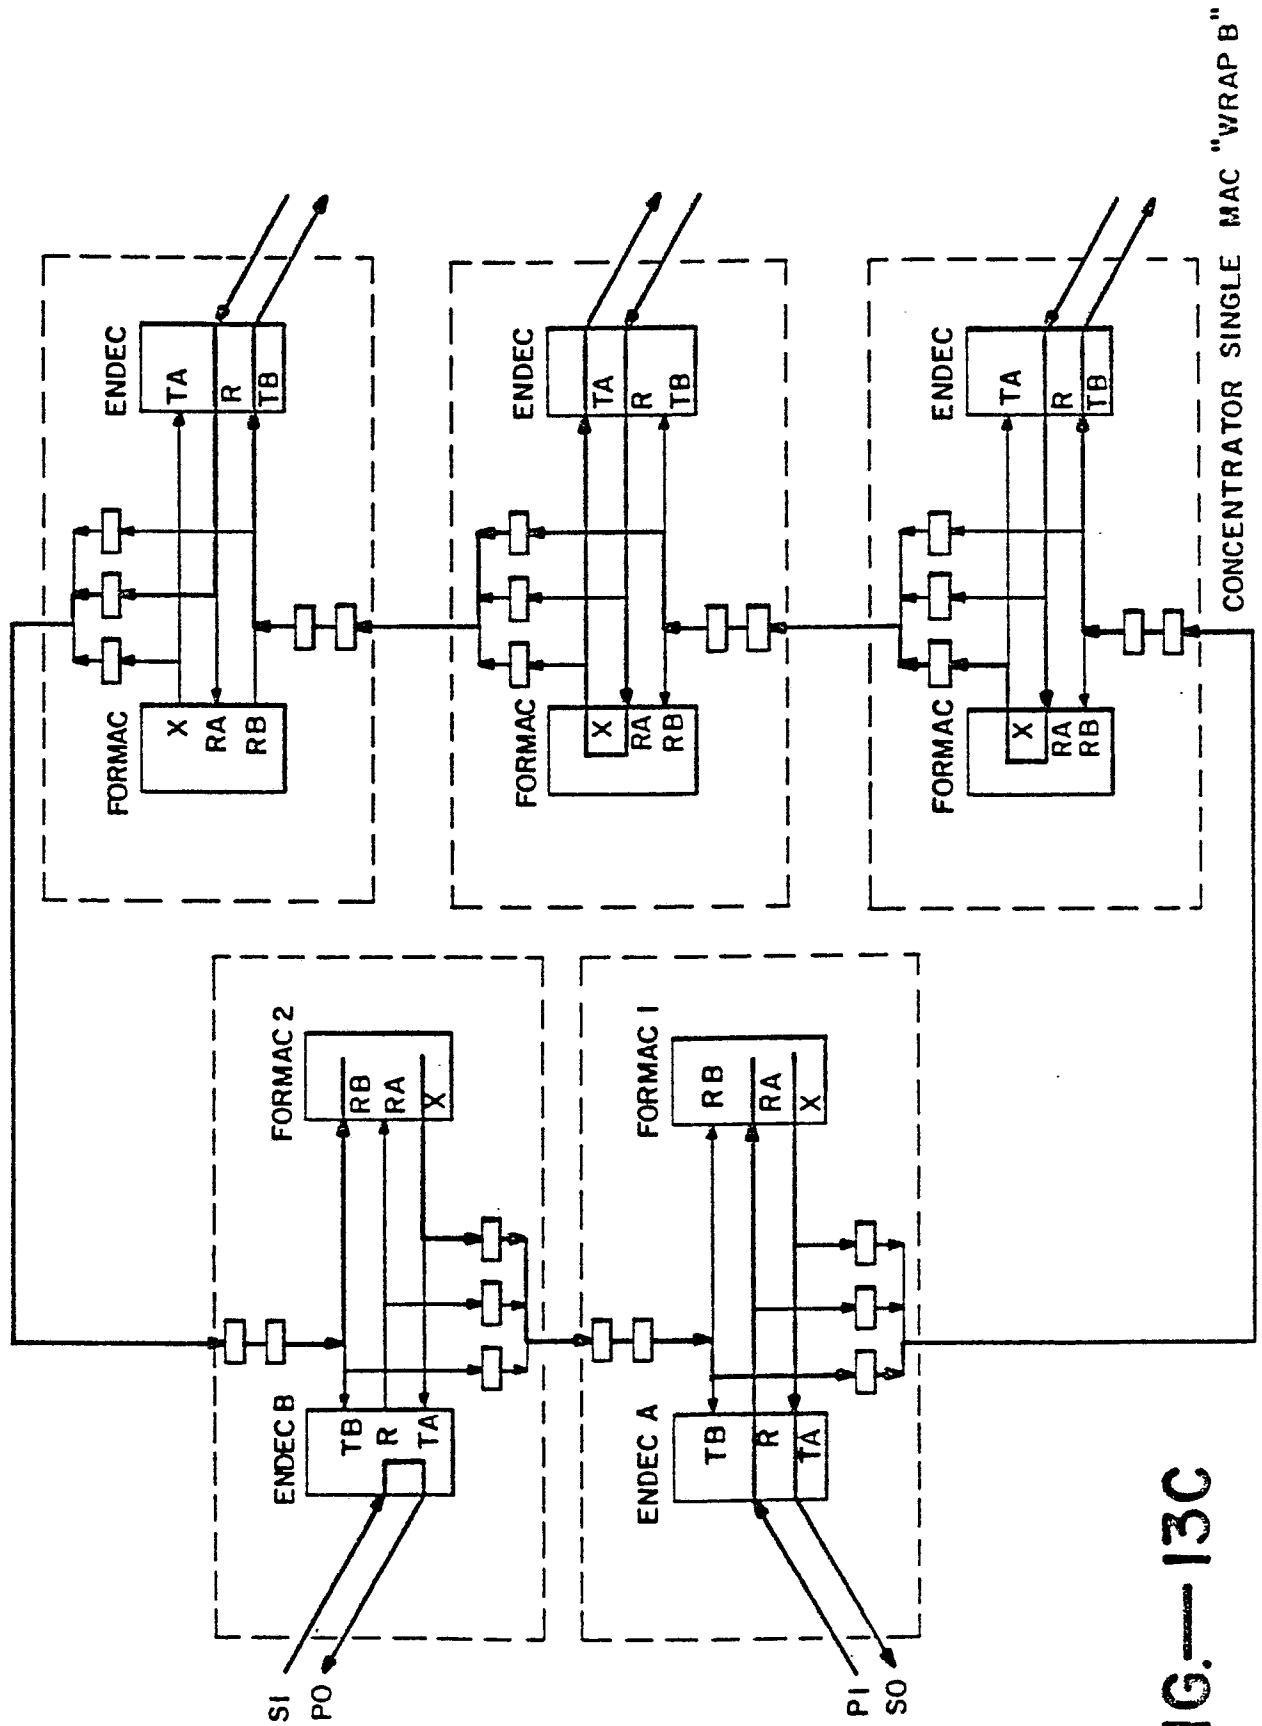 ENDEC
TA
R
TB
FORMAC
X
RA
RB
ENDEC
TA
R
TB
FORMAC
X
RA
RB
ENDEC
TA
R
TB
FORMAC
X
RA
RB
FORMAC 2
RB
RA
X
ENDEC B
TB
R
TA
SI
PO
FORMAC I
RB
RA
X
ENDEC A
TB
R
TA
PI
SO
CONCENTRATOR SINGLE MAC "WRAP B"
IG.—13C